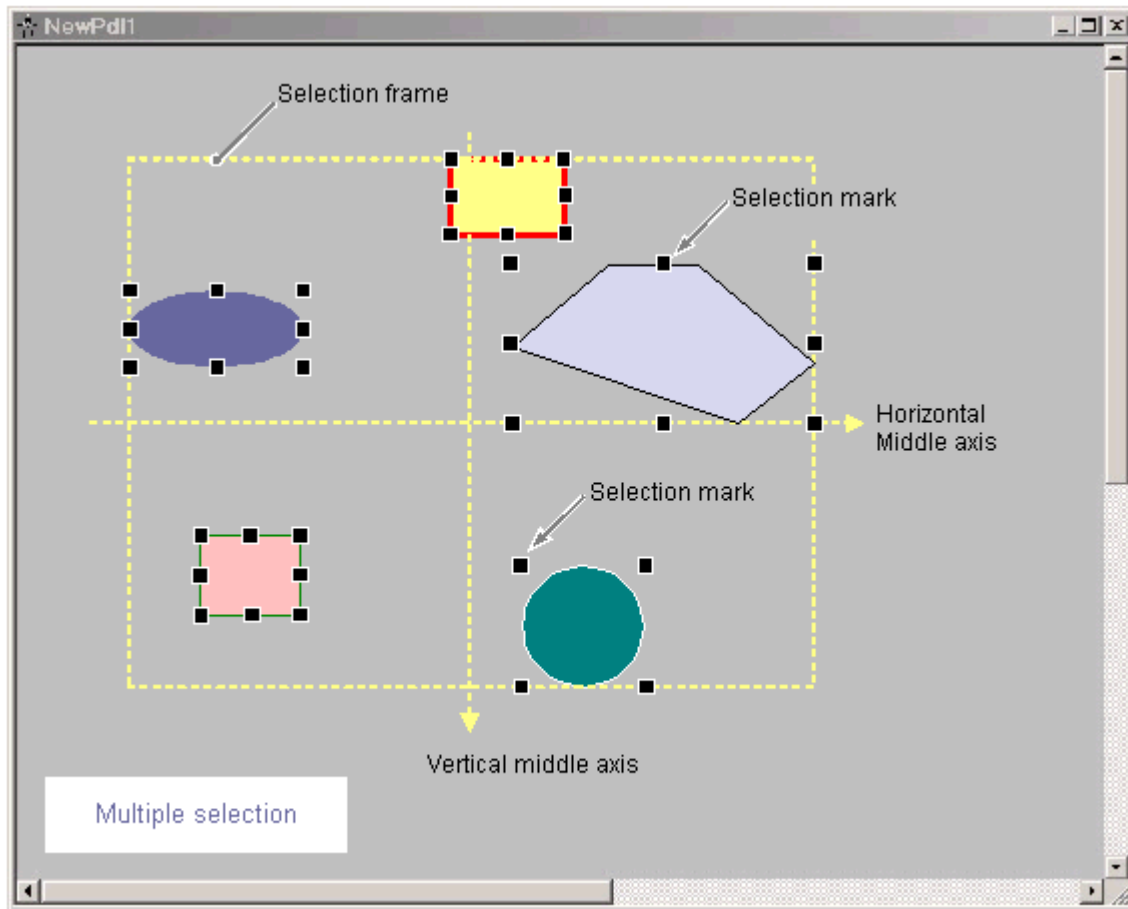 NewPdl1
Selection frame
Selection mark
Horizontal
Middle axis
Selection mark
Vertical middle axis
Multiple selection